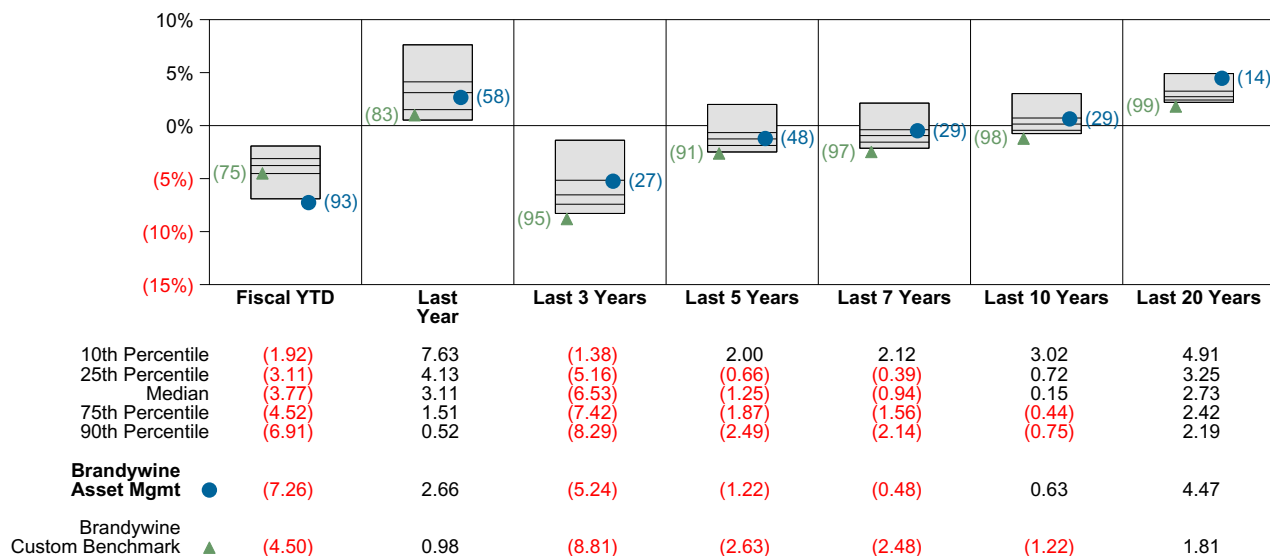 10%
5%
0%
(5%)
(10%)
(15%)
(75)
(93)
(83)
(58)
(95)
(27)
(91)
(48)
(97)
(29)
(98)
(29)
(99)
(14)
Fiscal YTD Last Year Last 3 Years Last 5 Years Last 7 Years Last 10 Years Last 20 Years
10th Percentile (1.92) 7.63 (1.38) 2.00 2.12 3.02 4.91
25th Percentile (3.11) 4.13 (5.16) (0.66) (0.39) 0.72 3.25
Median (3.77) 3.11 (6.53) (1.25) (0.94) 0.15 2.73
75th Percentile (4.52) 1.51 (7.42) (1.87) (1.56) (0.44) 2.42
90th Percentile (6.91) 0.52 (8.29) (2.49) (2.14) (0.75) 2.19
Brandywine
Asset Mgmt (7.26) 2.66 (5.24) (1.22) (0.48) 0.63 4.47
Brandywine
Custom Benchmark (4.50) 0.98 (8.81) (2.63) (2.48) (1.22) 1.81